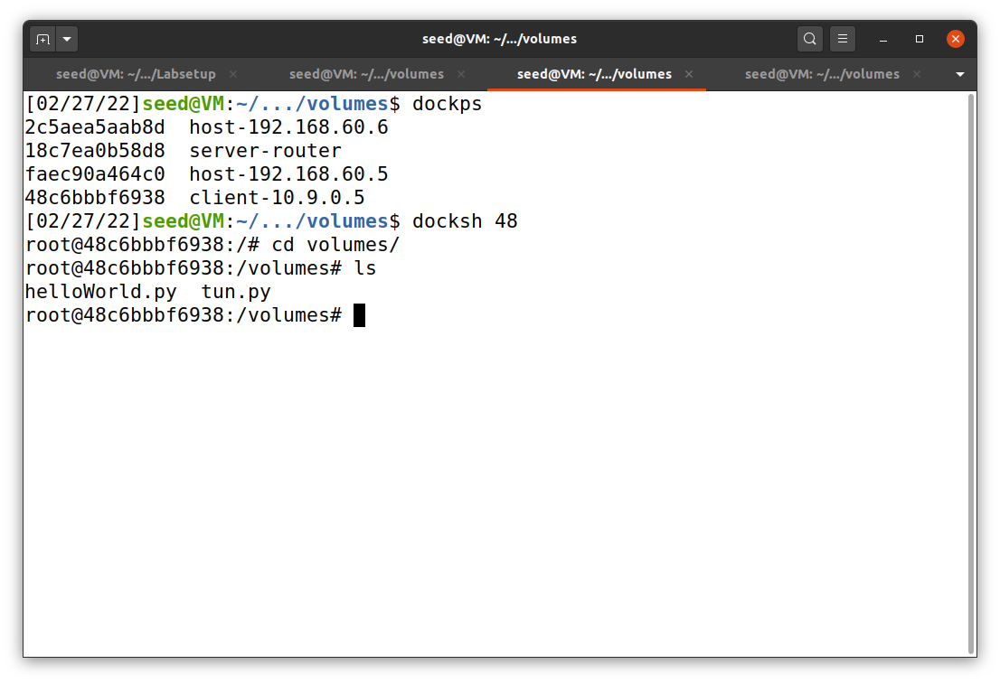 seed@VM: ~/.../volumes
seed@VM: ~/.../Labsetup × seed@VM: ~/.../volumes × seed@VM: ~/.../volumes × seed@VM: ~/.../volumes ×
[02/27/22]seed@VM:~/.../volumes$ dockps
2c5aea5aab8d  host-192.168.60.6
18c7ea0b58d8  server-router
faec90a464c0  host-192.168.60.5
48c6bbbf6938  client-10.9.0.5
[02/27/22]seed@VM:~/.../volumes$ docksh 48
root@48c6bbbf6938:/# cd volumes/
root@48c6bbbf6938:/volumes# ls
helloWorld.py  tun.py
root@48c6bbbf6938:/volumes#